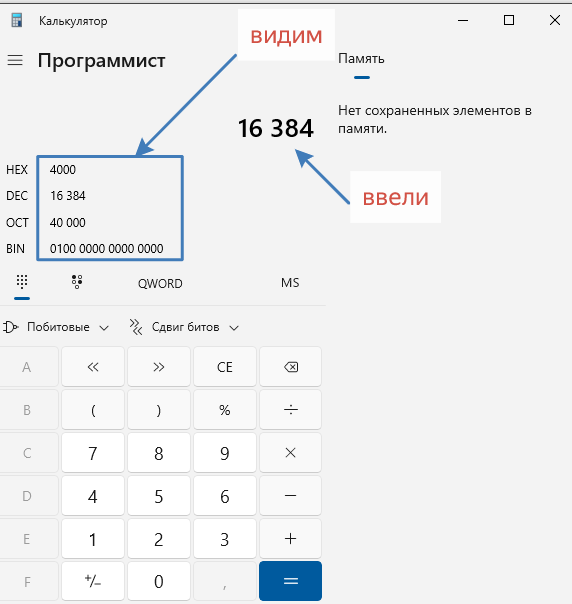 Калькулятор
видим
Программист
Память
Нет сохраненных элементов в
памяти.
16 384
ввели
HEX 4000
DEC 16 384
OCT 40 000
BIN 0100 0000 0000 0000
QWORD MS
Побитовые Сдвиг битов
A « » CE
B ( ) % ÷
C 7 8 9 ×
D 4 5 6 −
E 1 2 3 +
F +/− 0 , =